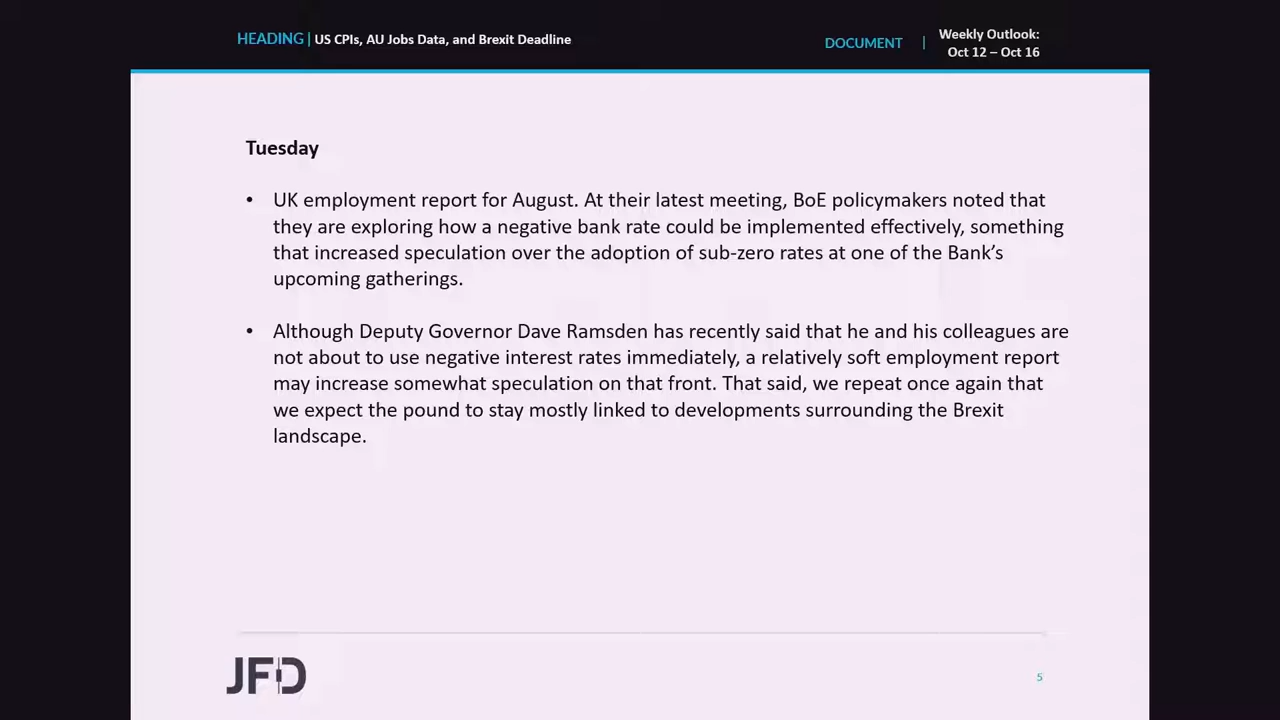 HEADING | US CPIs, AU Jobs Data, and Brexit Deadline
DOCUMENT | Weekly Outlook:
Oct 12 – Oct 16
Tuesday
• UK employment report for August. At their latest meeting, BoE policymakers noted that
they are exploring how a negative bank rate could be implemented effectively, something
that increased speculation over the adoption of sub-zero rates at one of the Bank’s
upcoming gatherings.
• Although Deputy Governor Dave Ramsden has recently said that he and his colleagues are
not about to use negative interest rates immediately, a relatively soft employment report
may increase somewhat speculation on that front. That said, we repeat once again that
we expect the pound to stay mostly linked to developments surrounding the Brexit
landscape.
JFD
5